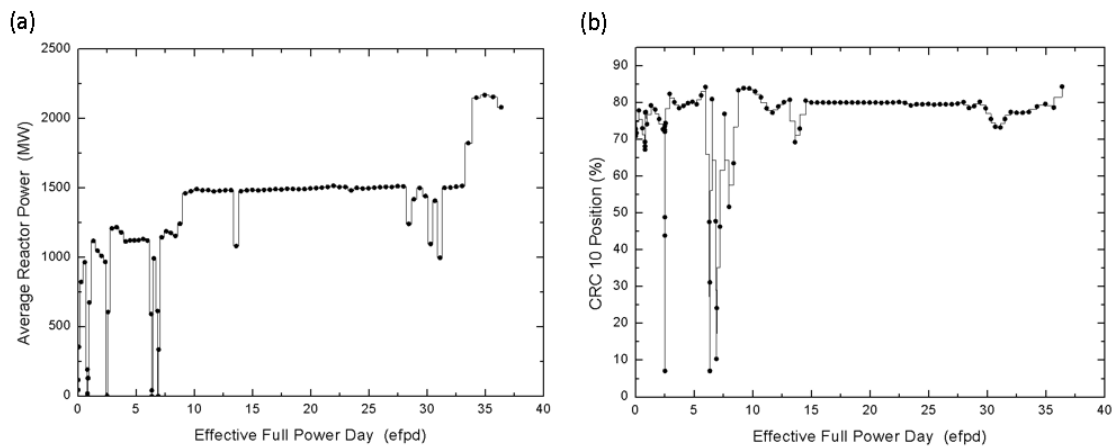 (a)
2500
2000
1500
1000
500
0
Average Reactor Power (MW)
0 5 10 15 20 25 30 35 40
Effective Full Power Day (efpd)
(b)
90
80
70
60
50
40
30
20
10
0
CRC 10 Position (%)
0 5 10 15 20 25 30 35 40
Effective Full Power Day (efpd)